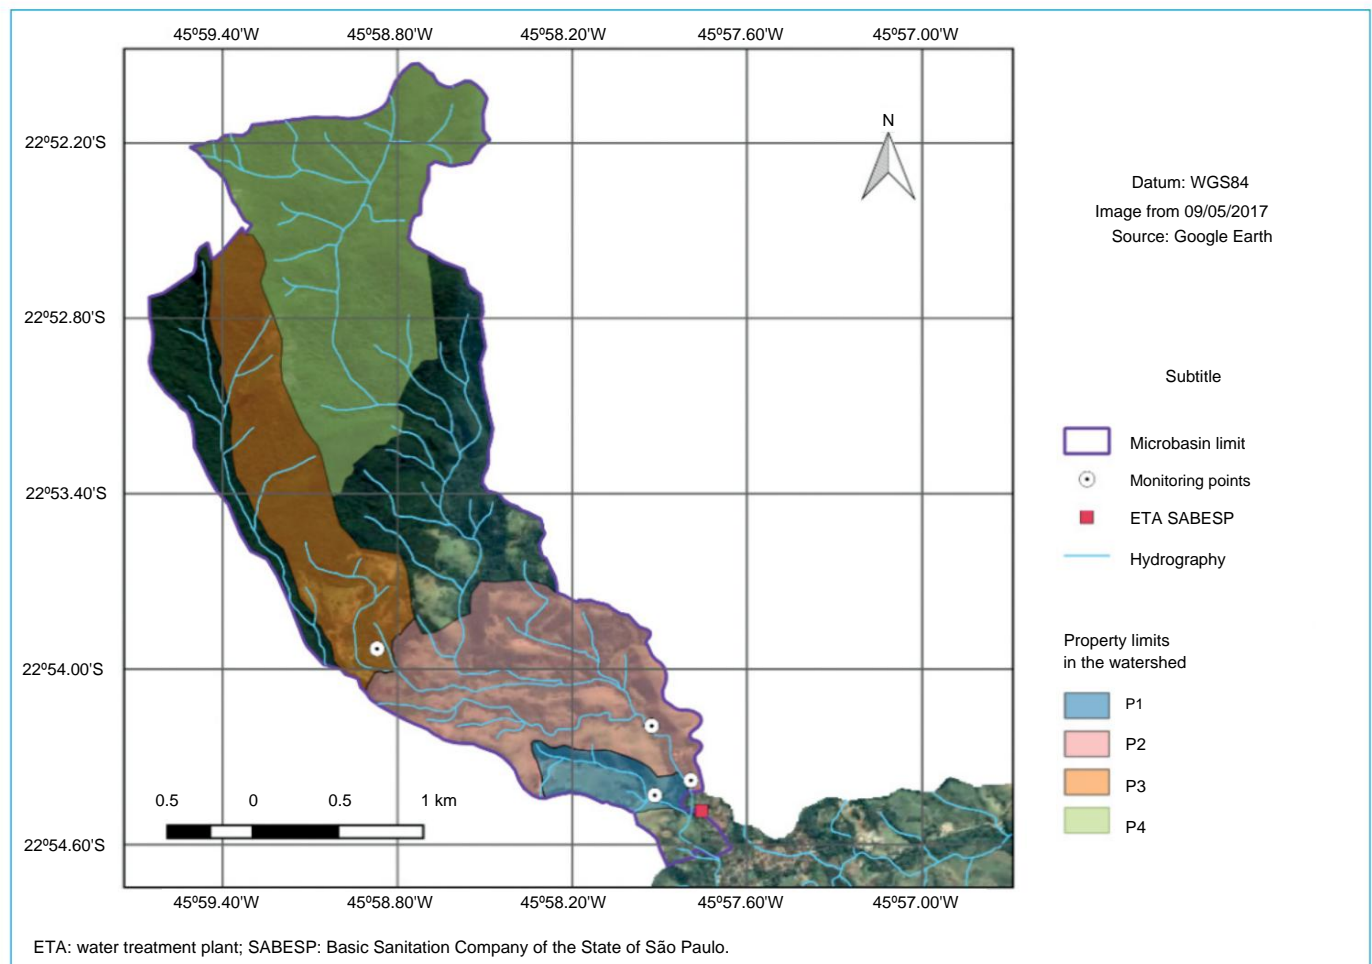 45º59.40'W 45º58.80'W 45º58.20'W 45º57.60'W 45º57.00'W
22º52.20'S
22º52.80'S
22º53.40'S
22º54.00'S
22º54.60'S
N
0.5 0 0.5 1 km
45º59.40'W 45º58.80'W 45º58.20'W 45º57.60'W 45º57.00'W
Datum: WGS84
Image from 09/05/2017
Source: Google Earth
Subtitle
Microbasin limit
Monitoring points
ETA SABESP
Hydrography
Property limits
in the watershed
P1
P2
P3
P4
ETA: water treatment plant; SABESP: Basic Sanitation Company of the State of São Paulo.